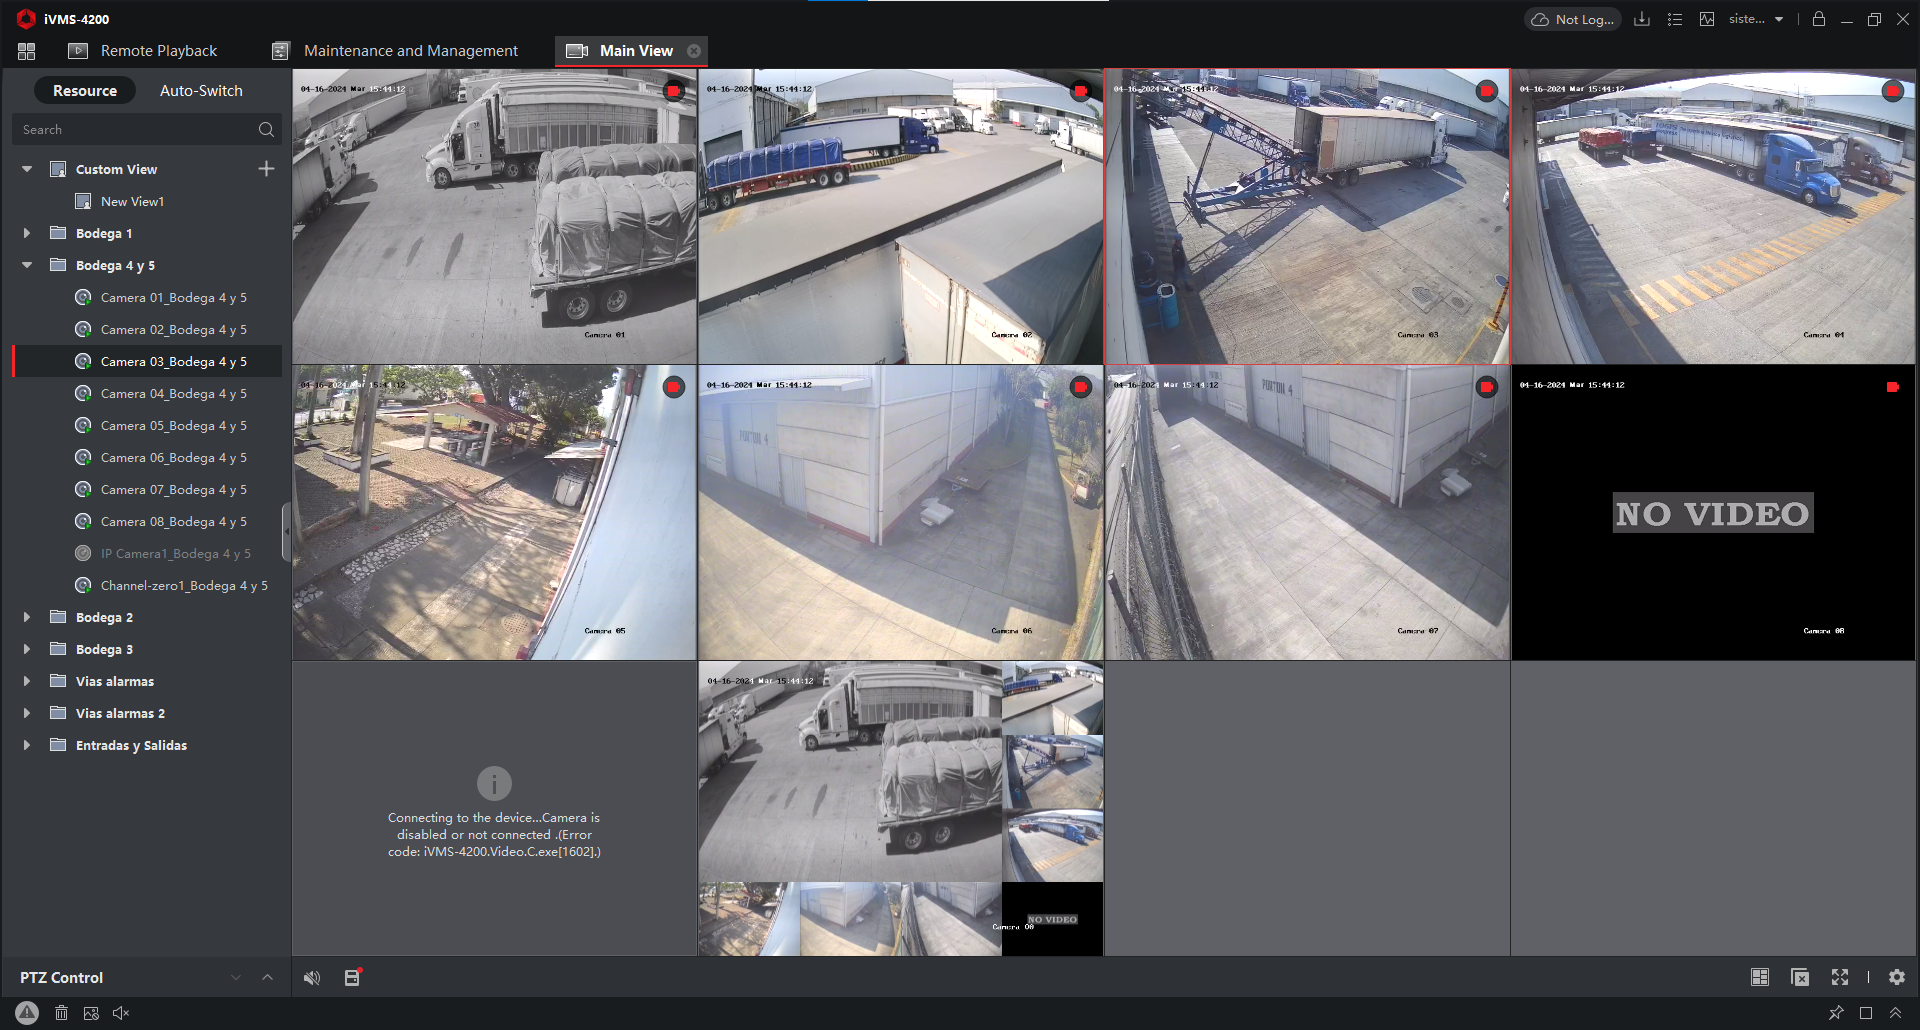 iVMS-4200
Not Log...
siste...
Remote Playback
Maintenance and Management
Main View
Resource
Auto-Switch
Search
Custom View
New View1
Bodega 1
Bodega 4 y 5
Camera 01_Bodega 4 y 5
Camera 02_Bodega 4 y 5
Camera 03_Bodega 4 y 5
Camera 04_Bodega 4 y 5
Camera 05_Bodega 4 y 5
Camera 06_Bodega 4 y 5
Camera 07_Bodega 4 y 5
Camera 08_Bodega 4 y 5
IP Camera1_Bodega 4 y 5
Channel-zero1_Bodega 4 y 5
Bodega 2
Bodega 3
Vias alarmas
Vias alarmas 2
Entradas y Salidas
PTZ Control
04-16-2024 Mar 15:44:12
Camera 01
04-16-2024 Mar 15:44:12
Camera 02
04-16-2024 Mar 15:44:12
Camera 03
04-16-2024 Mar 15:44:12
Camera 04
04-16-2024 Mar 15:44:12
Camera 05
04-16-2024 Mar 15:44:12
PORTON 4
Camera 06
04-16-2024 Mar 15:44:12
PORTON 4
Camera 07
04-16-2024 Mar 15:44:12
NO VIDEO
Camera 08
Connecting to the device...Camera is
disabled or not connected .(Error
code: iVMS-4200.Video.C.exe[1602].)
04-16-2024 Mar 15:44:12
NO VIDEO
Camera 00